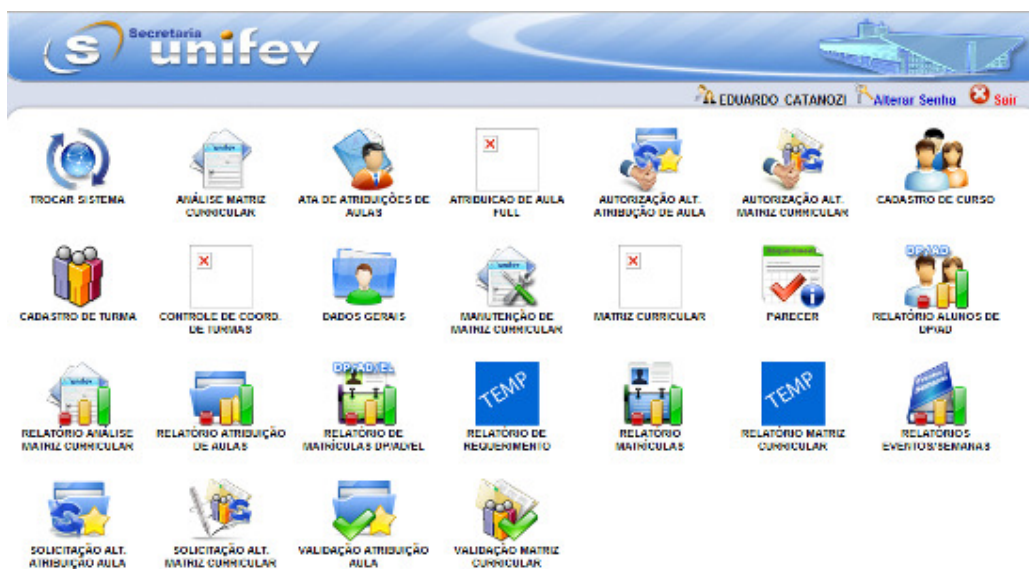 Secretaria
S unifev
EDUARDO CATANOZI Alterar Senha Sair
TROCAR SISTEMA
ANÁLISE MATRIZ
CURRICULAR
ATA DE ATRIBUIÇÕES DE
AULAS
ATRIBUICAO DE AULA
FULL
AUTORIZAÇÃO ALT.
ATRIBUÇÃO DE AULA
AUTORIZAÇÃO ALT.
MATRIZ CURRICULAR
CADASTRO DE CURSO
CADASTRO DE TURMA
CONTROLE DE COORD.
DE TURMAS
DADOS GERAIS
unifev
MANUTENÇÃO DE
MATRIZ CURRICULAR
MATRIZ CURRICULAR
PARECER
DP/AD
RELATÓRIO ALUNOS DE
DP/AD
RELATÓRIO ANÁLISE
MATRIZ CURRICULAR
RELATÓRIO ATRIBUIÇÃO
DE AULAS
DP/AD/EL
RELATÓRIO DE
MATRÍCULAS DP/AD/EL
TEMP
RELATÓRIO DE
REQUERIMENTO
RELATÓRIO
MATRÍCULAS
TEMP
RELATÓRIO MATRIZ
CURRICULAR
RELATÓRIOS
EVENTOS/SEMANAS
SOLICITAÇÃO ALT.
ATRIBUIÇÃO AULA
SOLICITAÇÃO ALT.
MATRIZ CURRICULAR
VALIDAÇÃO ATRIBUIÇÃO
AULA
VALIDAÇÃO MATRIZ
CURRICULAR